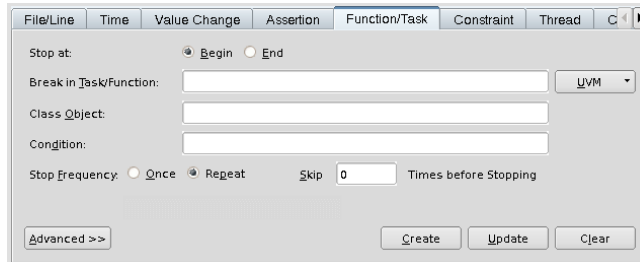 File/Line Time Value Change Assertion Function/Task Constraint Thread C
Stop at: Begin End
Break in Task/Function: UVM
Class Object:
Condition:
Stop Frequency: Once Repeat Skip 0 Times before Stopping
Advanced >> Create Update Clear